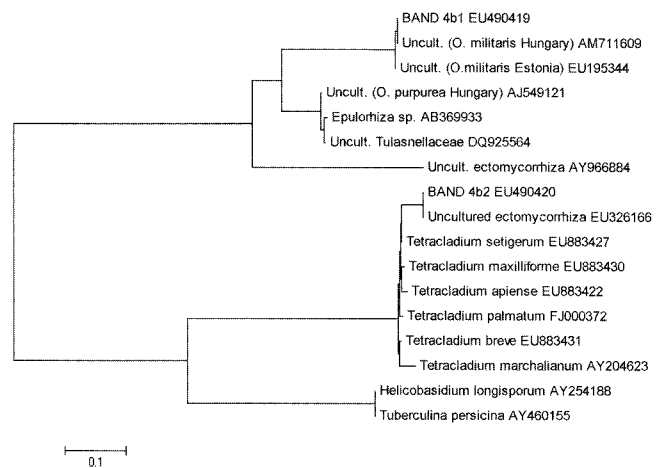 BAND 4b1 EU490419
Uncult. (O. militaris Hungary) AM711609
Uncult. (O.militaris Estonia) EU195344
Uncult. (O. purpurea Hungary) AJ549121
Epulorhiza sp. AB369933
Uncult. Tulasnellaceae DQ925564
Uncult. ectomycorrhiza AY966884
BAND 4b2 EU490420
Uncultured ectomycorrhiza EU326166
Tetracladium setigerum EU883427
Tetracladium maxilliforme EU883430
Tetracladium apiense EU883422
Tetracladium palmatum FJ000372
Tetracladium breve EU883431
Tetracladium marchalianum AY204623
Helicobasidium longisporum AY254188
Tuberculina persicina AY460155
0.1